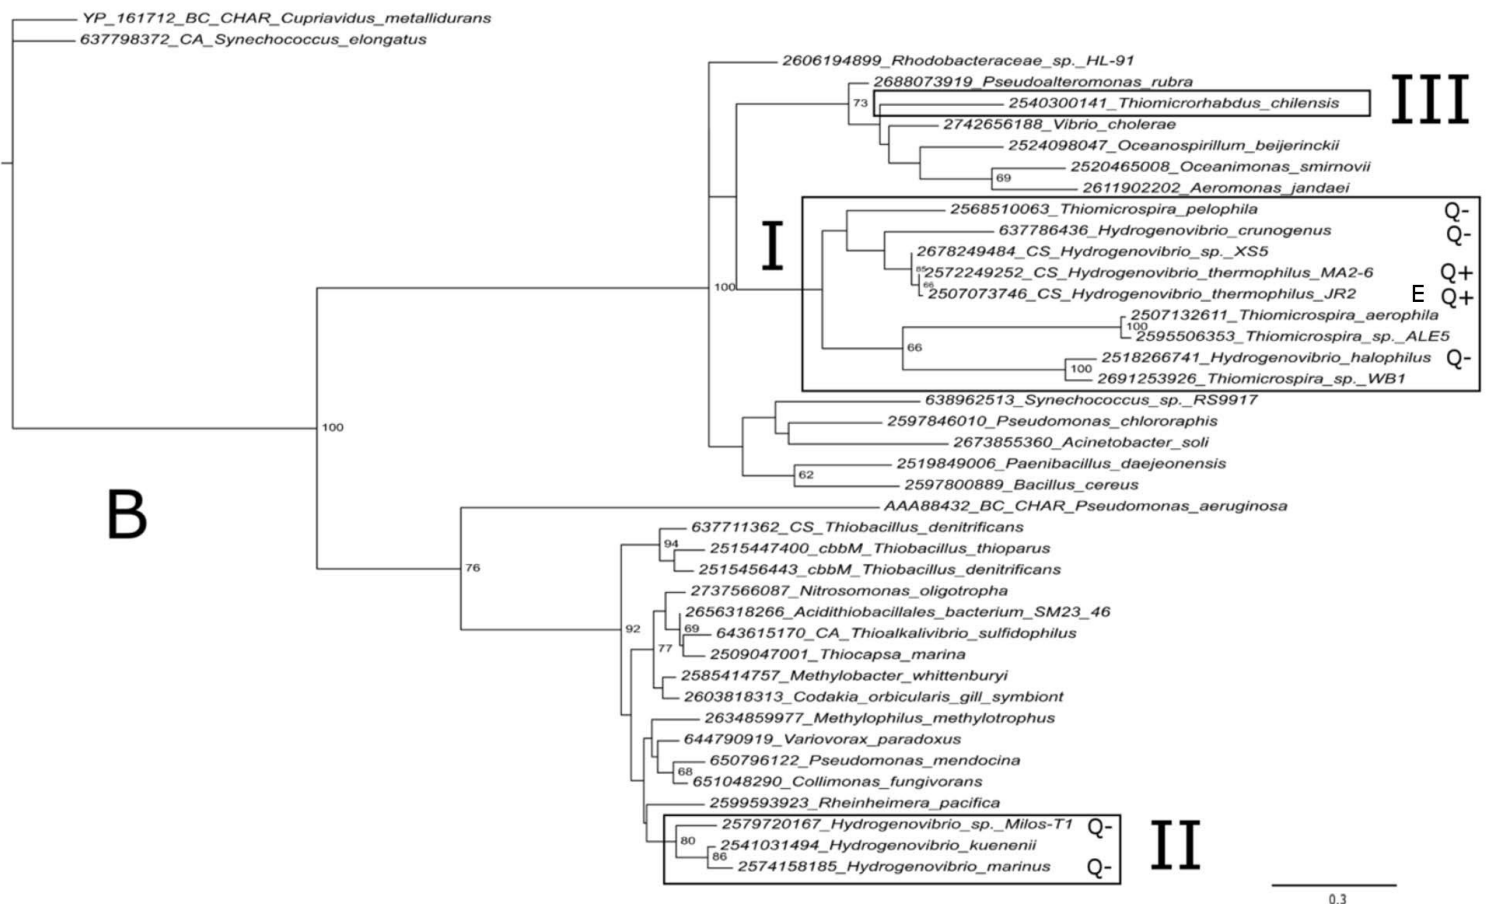 YP_161712_BC_CHAR_Cupriavidus_metallidurans
637798372_CA_Synechococcus_elongatus
2606194899_Rhodobacteraceae_sp._HL-91
2688073919_Pseudoalteromonas_rubra
73
2540300141_Thiomicrorhabdus_chilensis
III
2742656188_Vibrio_cholerae
2524098047_Oceanospirillum_beijerinckii
2520465008_Oceanimonas_smirnovii
69
2611902202_Aeromonas_jandaei
2568510063_Thiomicrospira_pelophila Q-
637786436_Hydrogenovibrio_crunogenus Q-
I
2678249484_CS_Hydrogenovibrio_sp._XS5
85
2572249252_CS_Hydrogenovibrio_thermophilus_MA2-6 Q+
66
100
2507073746_CS_Hydrogenovibrio_thermophilus_JR2 E Q+
2507132611_Thiomicrospira_aerophila
100
2595506353_Thiomicrospira_sp._ALE5
66
2518266741_Hydrogenovibrio_halophilus Q-
100
2691253926_Thiomicrospira_sp._WB1
638962513_Synechococcus_sp._RS9917
2597846010_Pseudomonas_chlororaphis
100
2673855360_Acinetobacter_soli
2519849006_Paenibacillus_daejeonensis
62
2597800889_Bacillus_cereus
B
AAA88432_BC_CHAR_Pseudomonas_aeruginosa
637711362_CS_Thiobacillus_denitrificans
94
2515447400_cbbM_Thiobacillus_thioparus
76
2515456443_cbbM_Thiobacillus_denitrificans
2737566087_Nitrosomonas_oligotropha
2656318266_Acidithiobacillales_bacterium_SM23_46
92
69
643615170_CA_Thioalkalivibrio_sulfidophilus
77
2509047001_Thiocapsa_marina
2585414757_Methylobacter_whittenburyi
2603818313_Codakia_orbicularis_gill_symbiont
2634859977_Methylophilus_methylotrophus
644790919_Variovorax_paradoxus
650796122_Pseudomonas_mendocina
68
651048290_Collimonas_fungivorans
2599593923_Rheinheimera_pacifica
2579720167_Hydrogenovibrio_sp._Milos-T1 Q-
80
2541031494_Hydrogenovibrio_kuenenii
II
86
2574158185_Hydrogenovibrio_marinus Q-
0.3